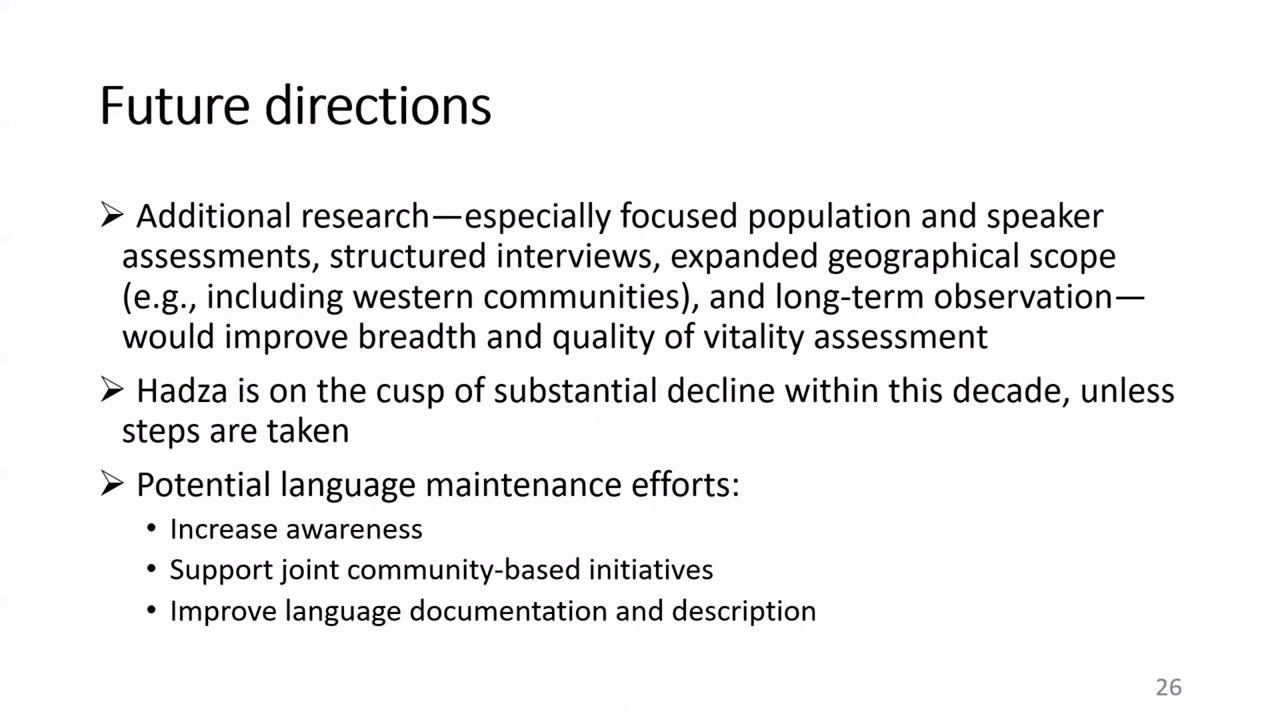 Future directions
➢ Additional research—especially focused population and speaker
assessments, structured interviews, expanded geographical scope
(e.g., including western communities), and long-term observation—
would improve breadth and quality of vitality assessment
➢ Hadza is on the cusp of substantial decline within this decade, unless
steps are taken
➢ Potential language maintenance efforts:
• Increase awareness
• Support joint community-based initiatives
• Improve language documentation and description
26